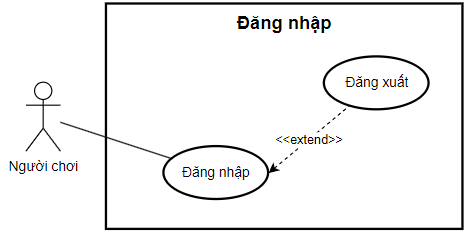 Đăng nhập
Đăng xuất
<<extend>>
Người chơi
Đăng nhập